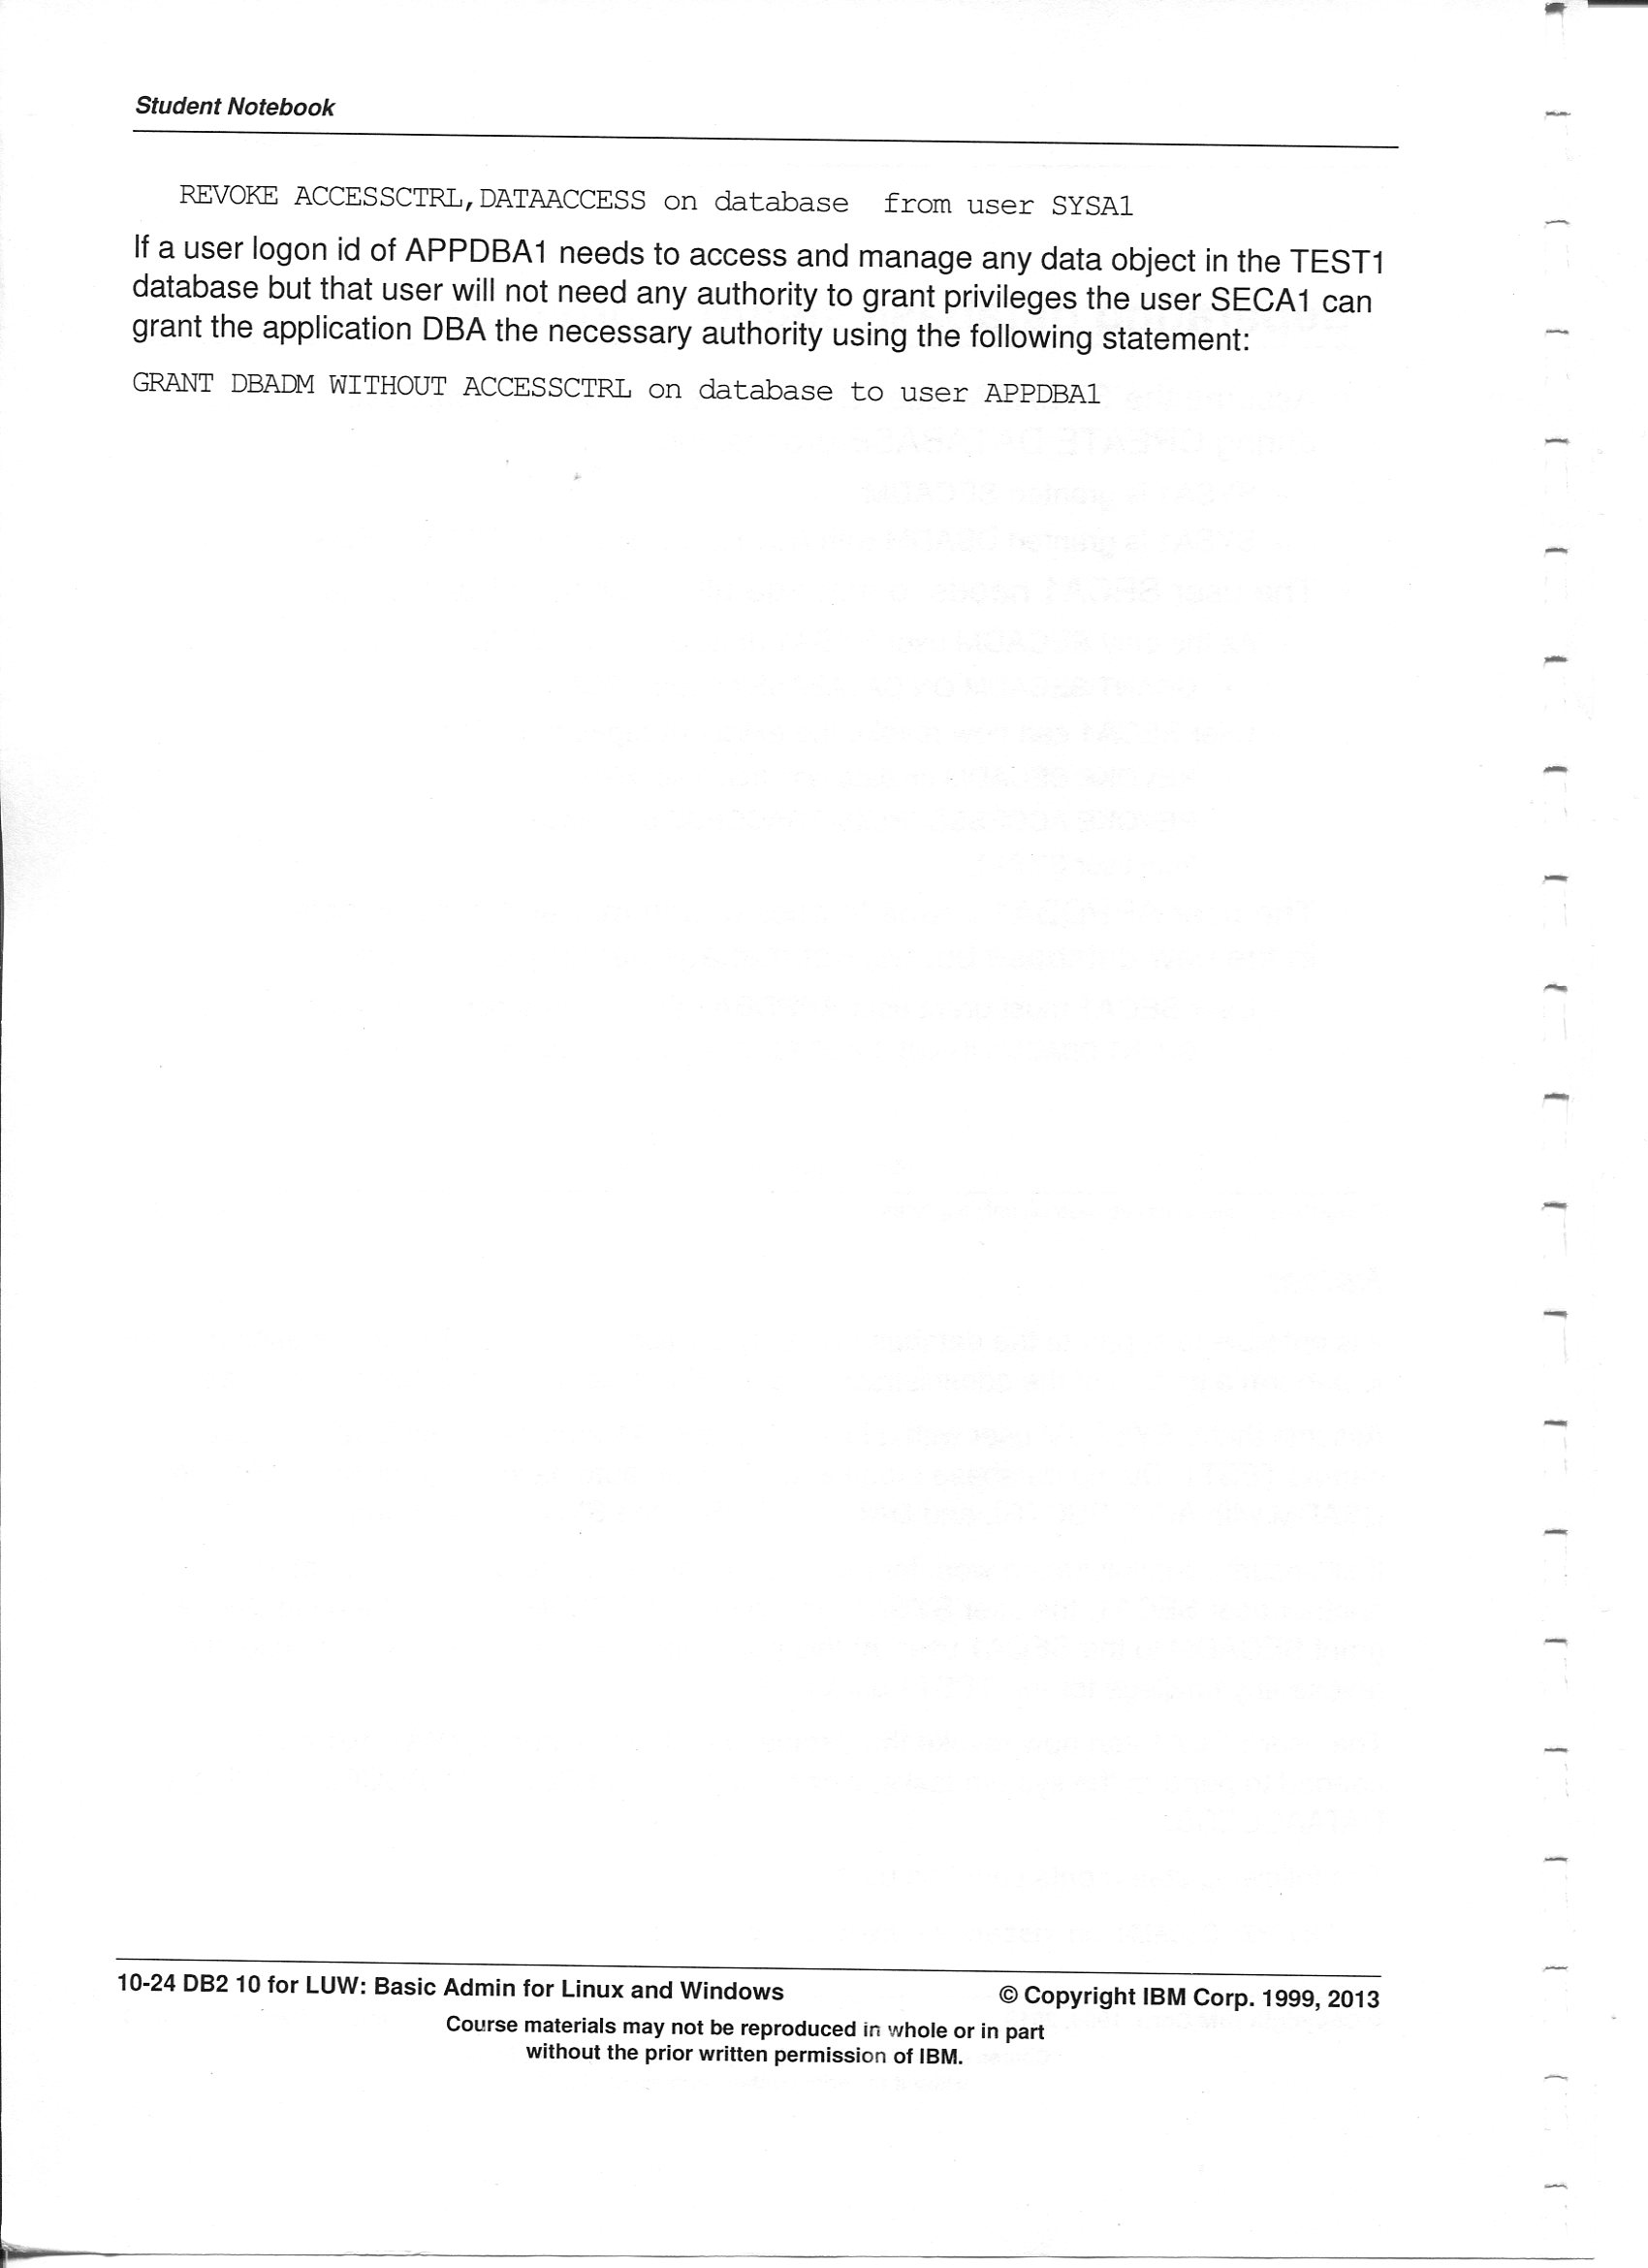 Student Notebook
REVOKE ACCESSCTRL,DATAACCESS on database  from user SYSA1
If a user logon id of APPDBA1 needs to access and manage any data object in the TEST1
database but that user will not need any authority to grant privileges the user SECA1 can
grant the application DBA the necessary authority using the following statement:
GRANT DBADM WITHOUT ACCESSCTRL on database to user APPDBA1
10-24 DB2 10 for LUW: Basic Admin for Linux and Windows
© Copyright IBM Corp. 1999, 2013
Course materials may not be reproduced in whole or in part
without the prior written permission of IBM.